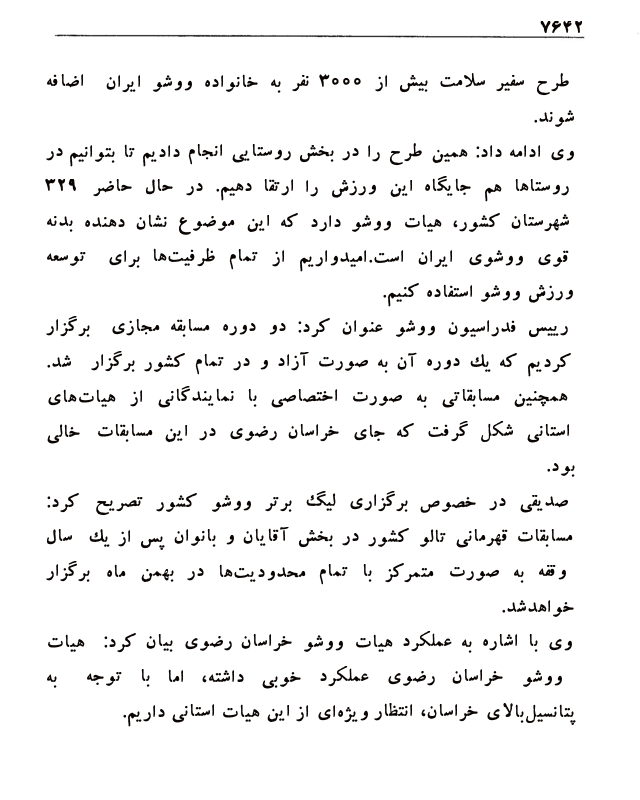 ۷۶۴۲
طرح سفیر سلامت بیش از ۳۰۰۰ نفر به خانواده ووشو ایران اضافه
شوند.
وی ادامه داد: همین طرح را در بخش روستایی انجام دادیم تا بتوانیم در
روستاها هم جایگاه این ورزش را ارتقا دهیم. در حال حاضر ۳۲۹
شهرستان کشور، هیات ووشو دارد که این موضوع نشان دهنده بدنه
قوی ووشوی ایران است.امیدواریم از تمام ظرفیت‌ها برای توسعه
ورزش ووشو استفاده کنیم.
رییس فدراسیون ووشو عنوان کرد: دو دوره مسابقه مجازی برگزار
کردیم که یك دوره آن به صورت آزاد و در تمام کشور برگزار شد.
همچنین مسابقاتی به صورت اختصاصی با نمایندگانی از هیات‌های
استانی شکل گرفت که جای خراسان رضوی در این مسابقات خالی
بود.
صدیقی در خصوص برگزاری لیگ برتر ووشو کشور تصریح کرد:
مسابقات قهرمانی تالو کشور در بخش آقایان و بانوان پس از یك سال
وقفه به صورت متمرکز با تمام محدودیت‌ها در بهمن ماه برگزار
خواهدشد.
وی با اشاره به عملکرد هیات ووشو خراسان رضوی بیان کرد: هیات
ووشو خراسان رضوی عملکرد خوبی داشته، اما با توجه به
پتانسیل‌بالای خراسان، انتظار ویژه‌ای از این هیات استانی داریم.